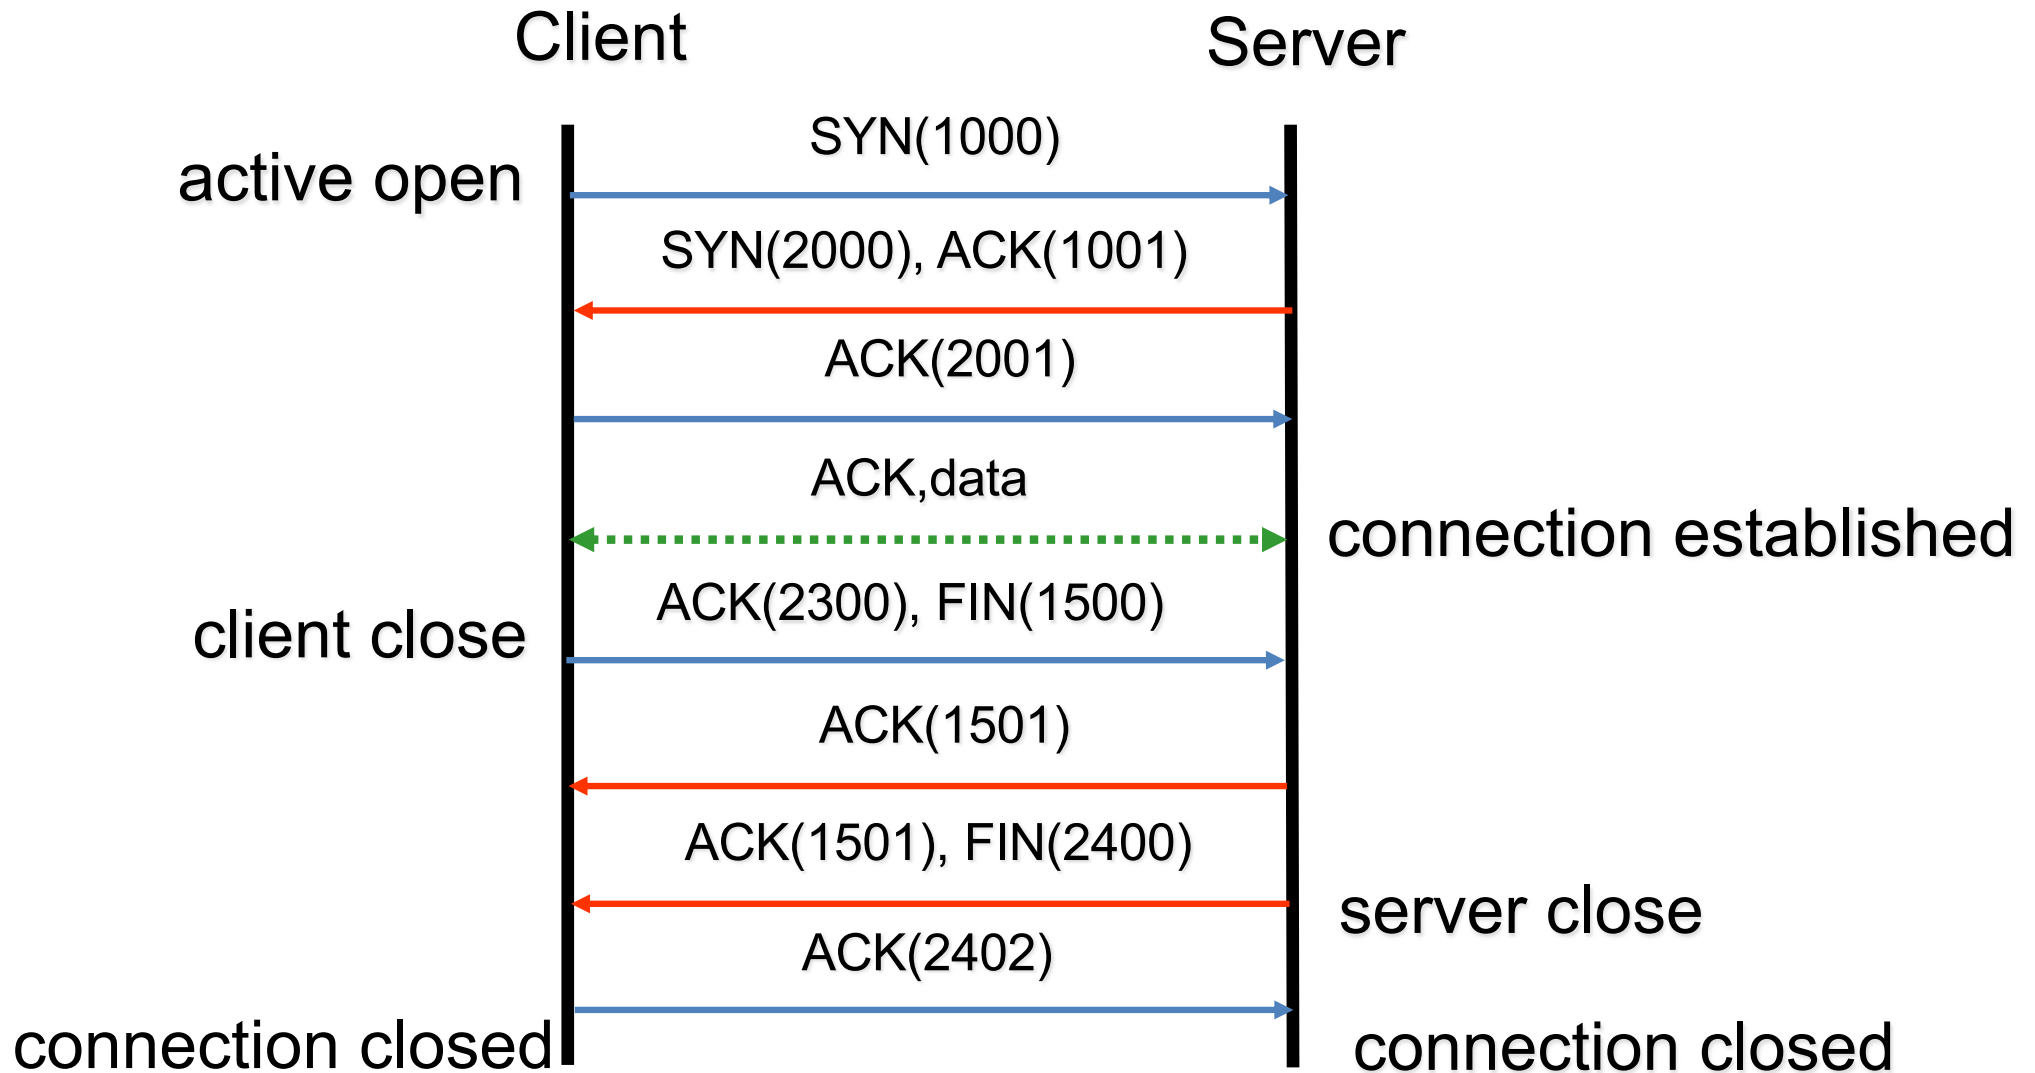 Client
Server
SYN(1000)
active open
SYN(2000), ACK(1001)
ACK(2001)
ACK,data
connection established
ACK(2300), FIN(1500)
client close
ACK(1501)
ACK(1501), FIN(2400)
server close
ACK(2402)
connection closed
connection closed